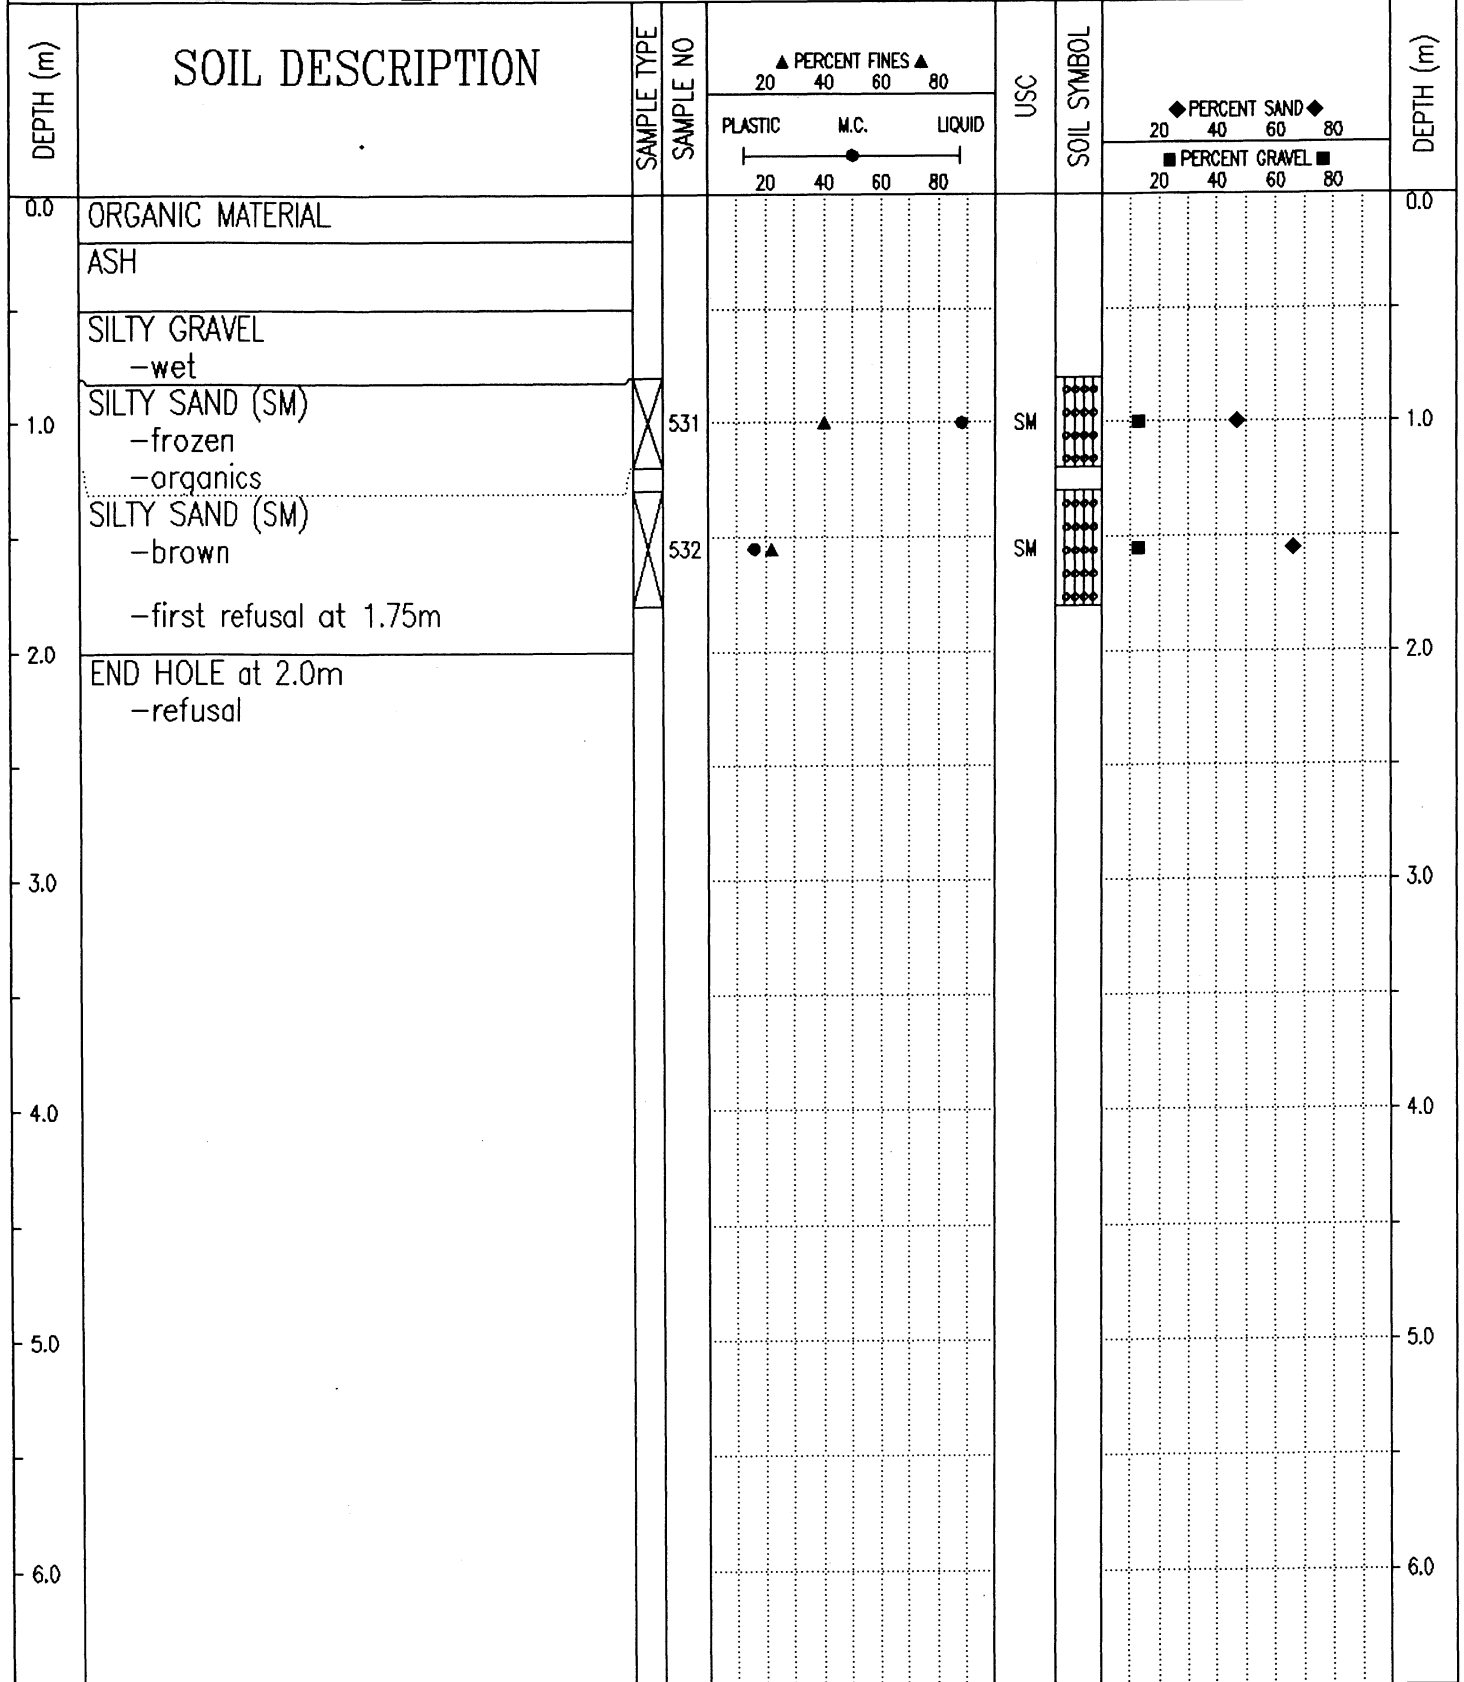 DEPTH (m)
SOIL DESCRIPTION
SAMPLE TYPE
SAMPLE NO
▲ PERCENT FINES ▲
20 40 60 80
PLASTIC M.C. LIQUID
20 40 60 80
USC
SOIL SYMBOL
◆ PERCENT SAND ◆
20 40 60 80
■ PERCENT GRAVEL ■
20 40 60 80
DEPTH (m)
0.0 ORGANIC MATERIAL 0.0
ASH
SILTY GRAVEL
-wet
SILTY SAND (SM)
1.0 531 SM 1.0
-frozen
-organics
SILTY SAND (SM)
-brown 532 SM
-first refusal at 1.75m
2.0 2.0
END HOLE at 2.0m
-refusal
3.0 3.0
4.0 4.0
5.0 5.0
6.0 6.0